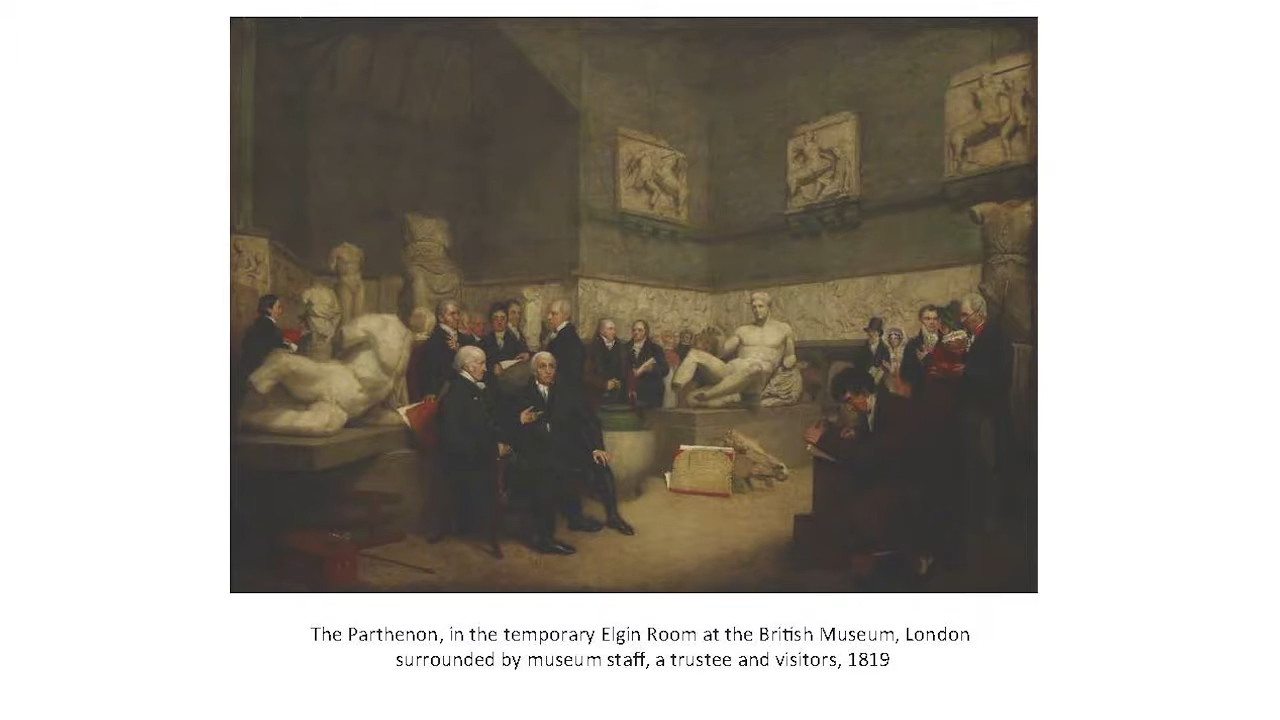 The Parthenon, in the temporary Elgin Room at the British Museum, London
surrounded by museum staff, a trustee and visitors, 1819